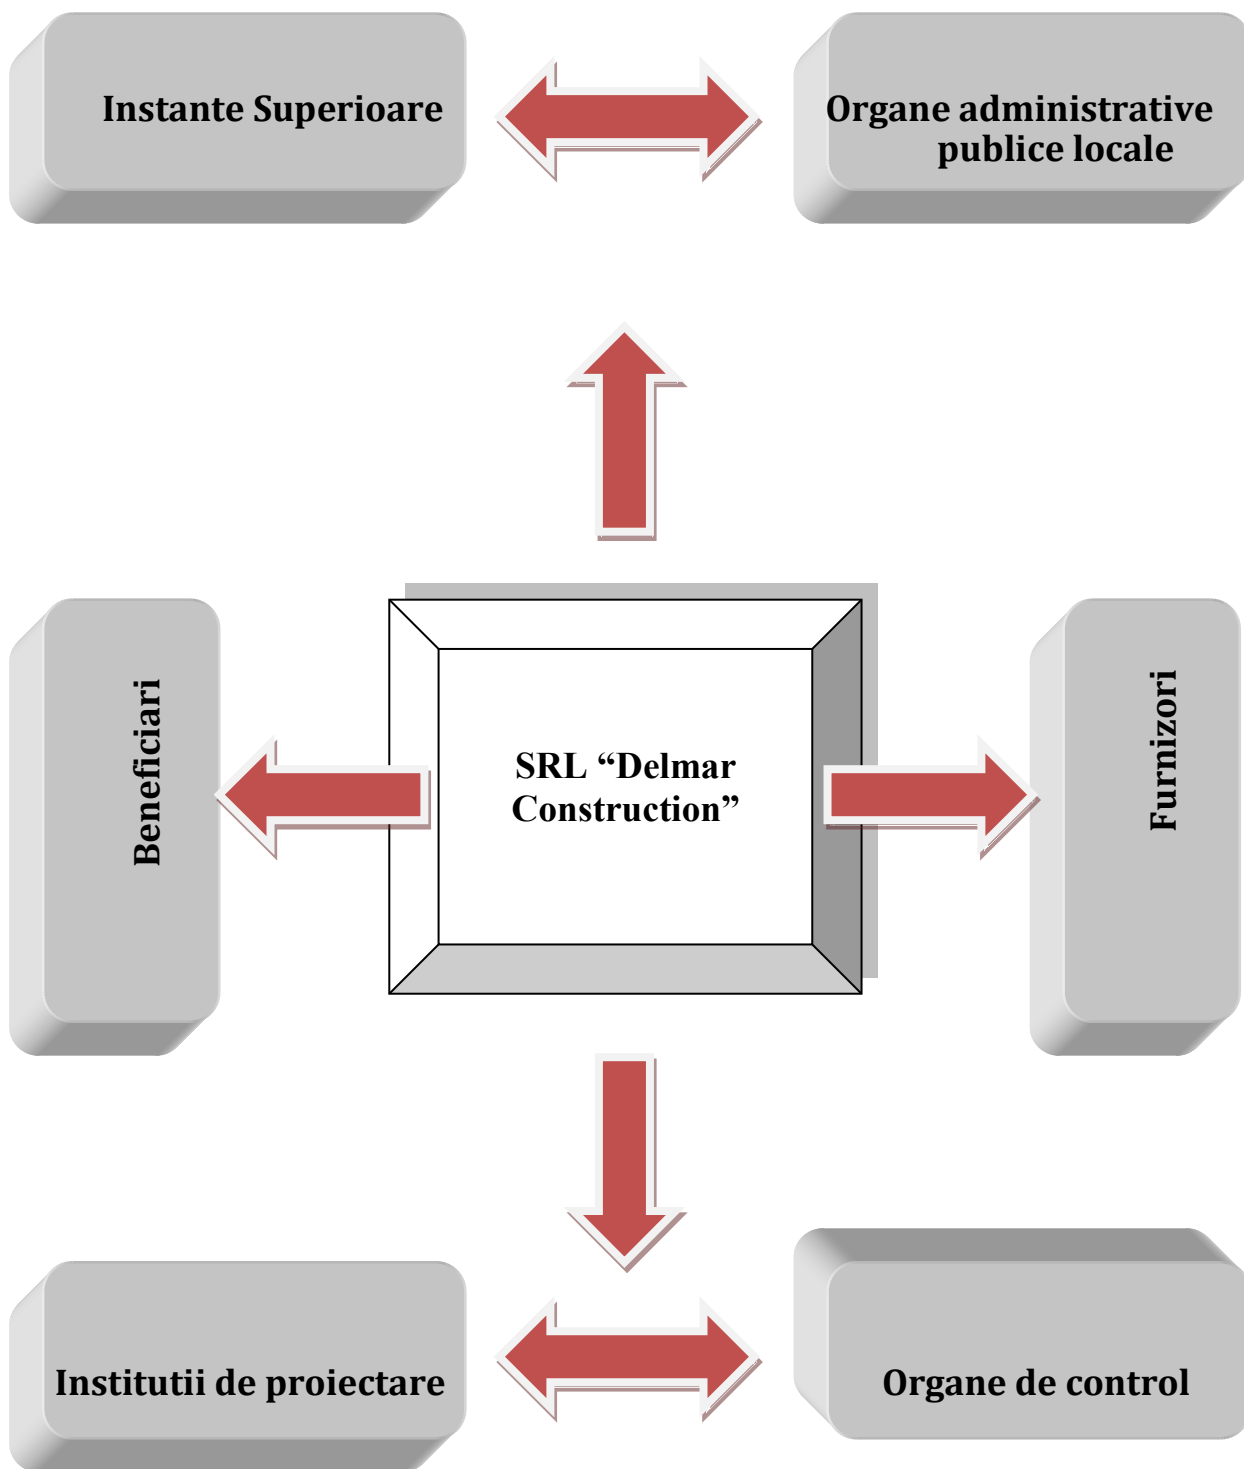 Instante Superioare
Organe administrative
publice locale
Beneficiari
SRL “Delmar
Construction”
Furnizori
Institutii de proiectare
Organe de control